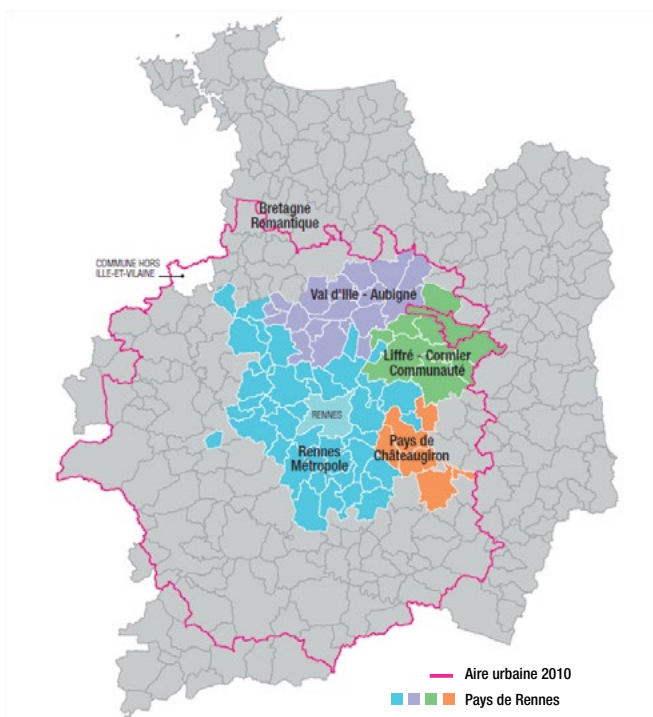 Bretagne
Romantique
COMMUNE HORS
ILLE-ET-VILAINE
Val d'Ille - Aubigné
Liffré - Cormier
Communauté
RENNES
Rennes
Métropole
Pays de
Châteaugiron
Aire urbaine 2010
Pays de Rennes